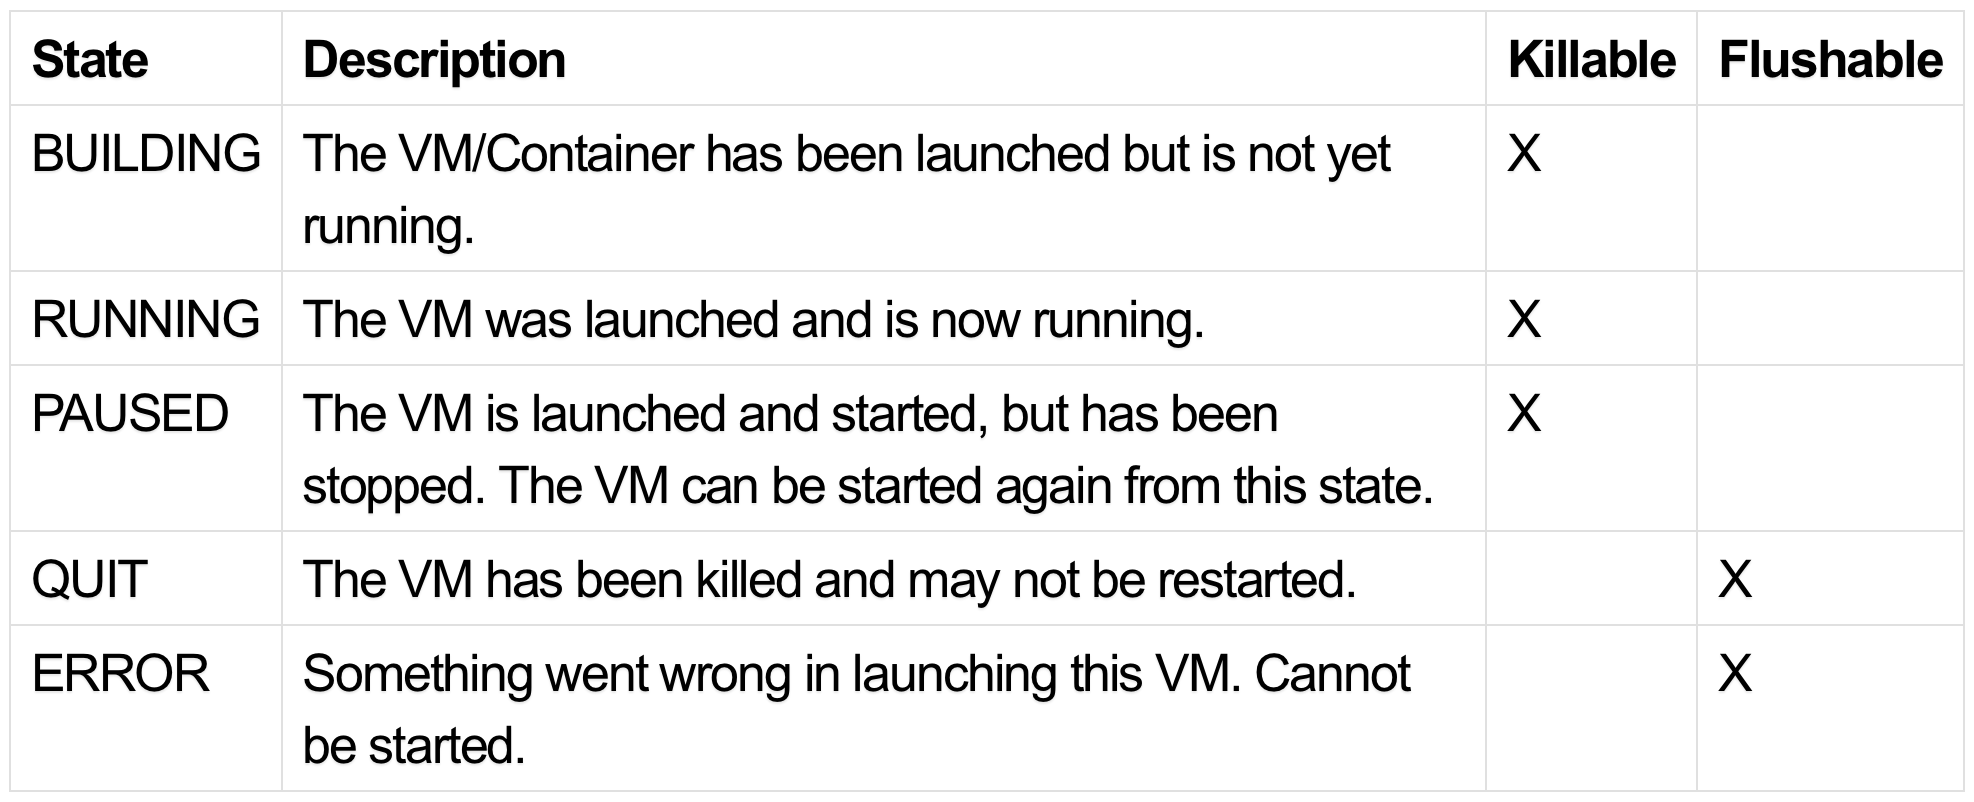 State Description Killable Flushable
BUILDING The VM/Container has been launched but is not yet X
running.
RUNNING The VM was launched and is now running. X
PAUSED The VM is launched and started, but has been X
stopped. The VM can be started again from this state.
QUIT The VM has been killed and may not be restarted. X
ERROR Something went wrong in launching this VM. Cannot X
be started.